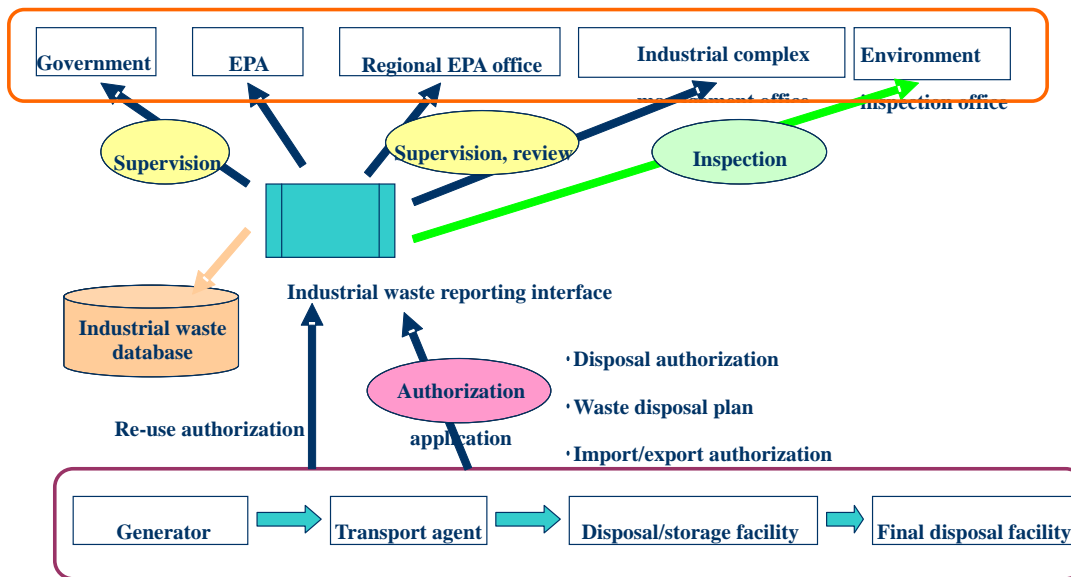 Government
EPA
Regional EPA office
Industrial complex
Environment
inspection office
Supervision
Supervision, review
Inspection
Industrial waste reporting interface
Industrial waste
database
Authorization
application
·Disposal authorization
·Waste disposal plan
·Import/export authorization
Re-use authorization
Generator
Transport agent
Disposal/storage facility
Final disposal facility